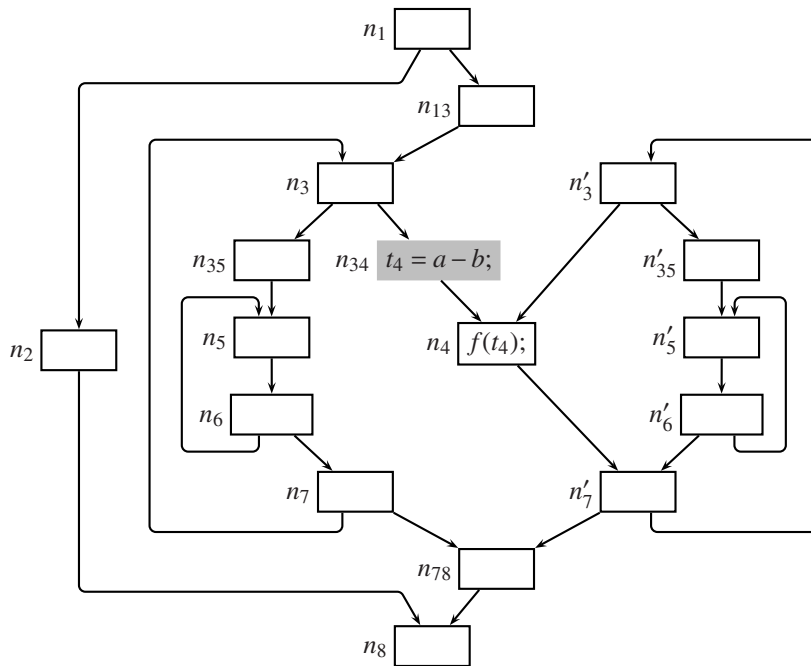 n₁
n₁₃
n₃
n′₃
n₃₅
n₃₄ t₄ = a − b;
n′₃₅
n₂
n₅
n₄ f(t₄);
n′₅
n₆
n′₆
n₇
n′₇
n₇₈
n₈